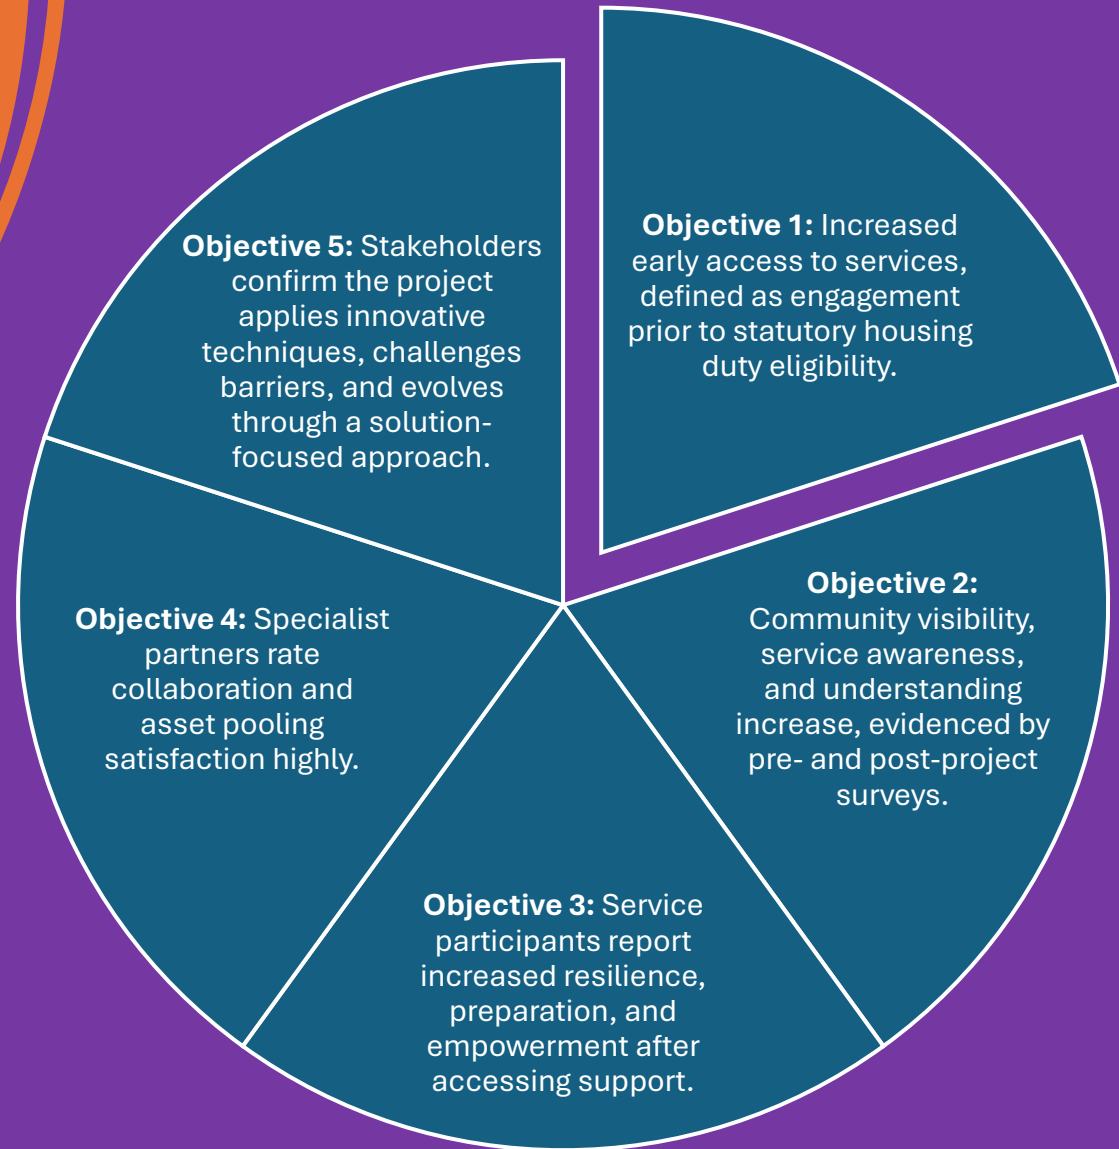 Objective 1: Increased
early access to services,
defined as engagement
prior to statutory housing
duty eligibility.
Objective 2:
Community visibility,
service awareness,
and understanding
increase, evidenced by
pre- and post-project
surveys.
Objective 3: Service
participants report
increased resilience,
preparation, and
empowerment after
accessing support.
Objective 4: Specialist
partners rate
collaboration and
asset pooling
satisfaction highly.
Objective 5: Stakeholders
confirm the project
applies innovative
techniques, challenges
barriers, and evolves
through a solution-
focused approach.